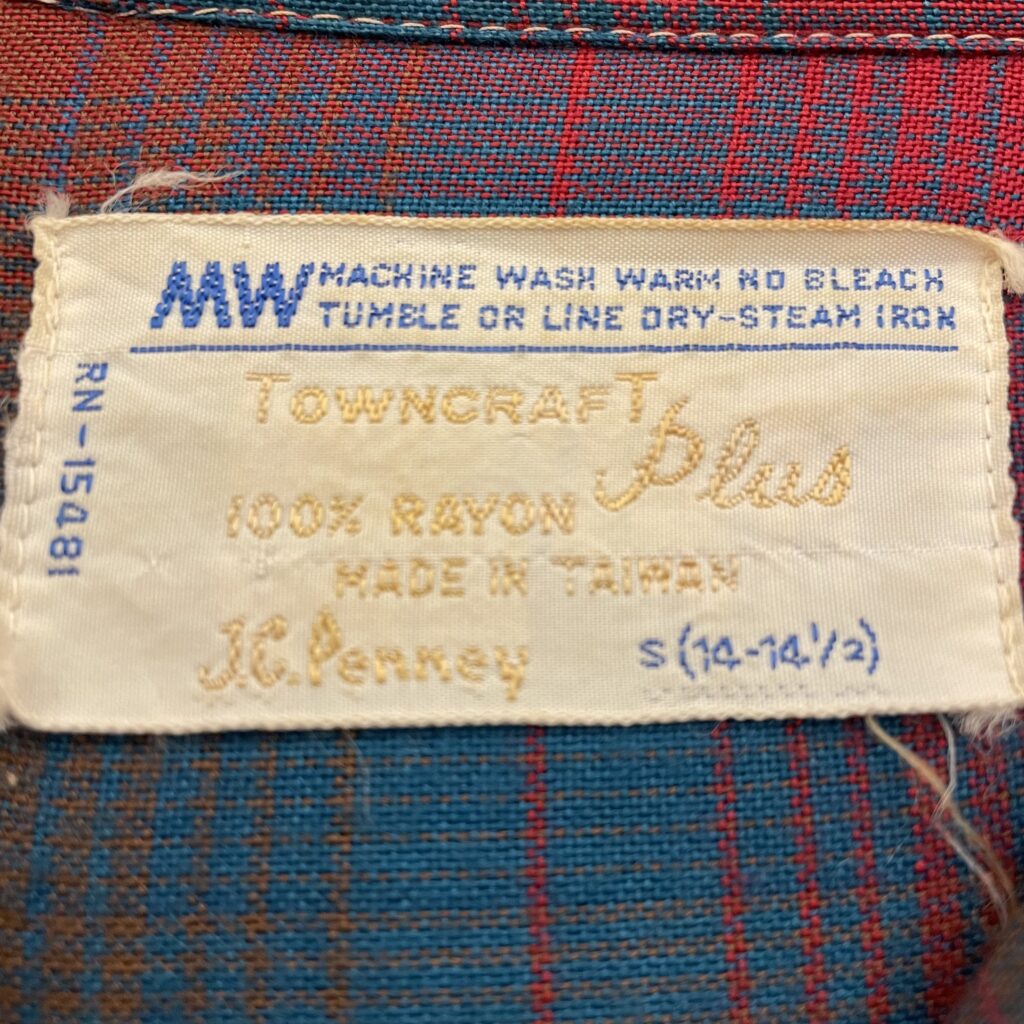 MW MACHINE WASH WARM NO BLEACH
TUMBLE OR LINE DRY-STEAM IRON
RN-15481
TOWNCRAFT Plus
100% RAYON
MADE IN TAIWAN
J.C.Penney
S (14-14½)